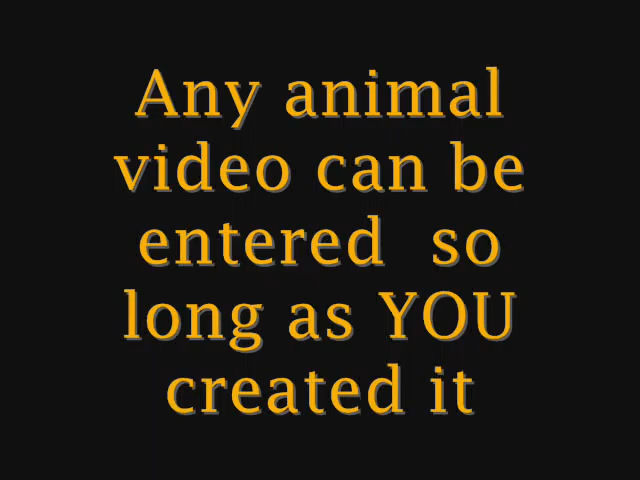 Any animal
video can be
entered  so
long as YOU
created it